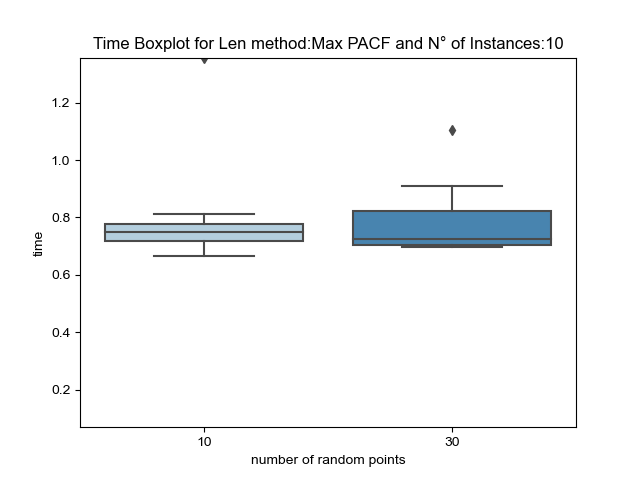 Time Boxplot for Len method:Max PACF and N° of Instances:10
1.2
1.0
0.8
0.6
0.4
0.2
time
10 30
number of random points